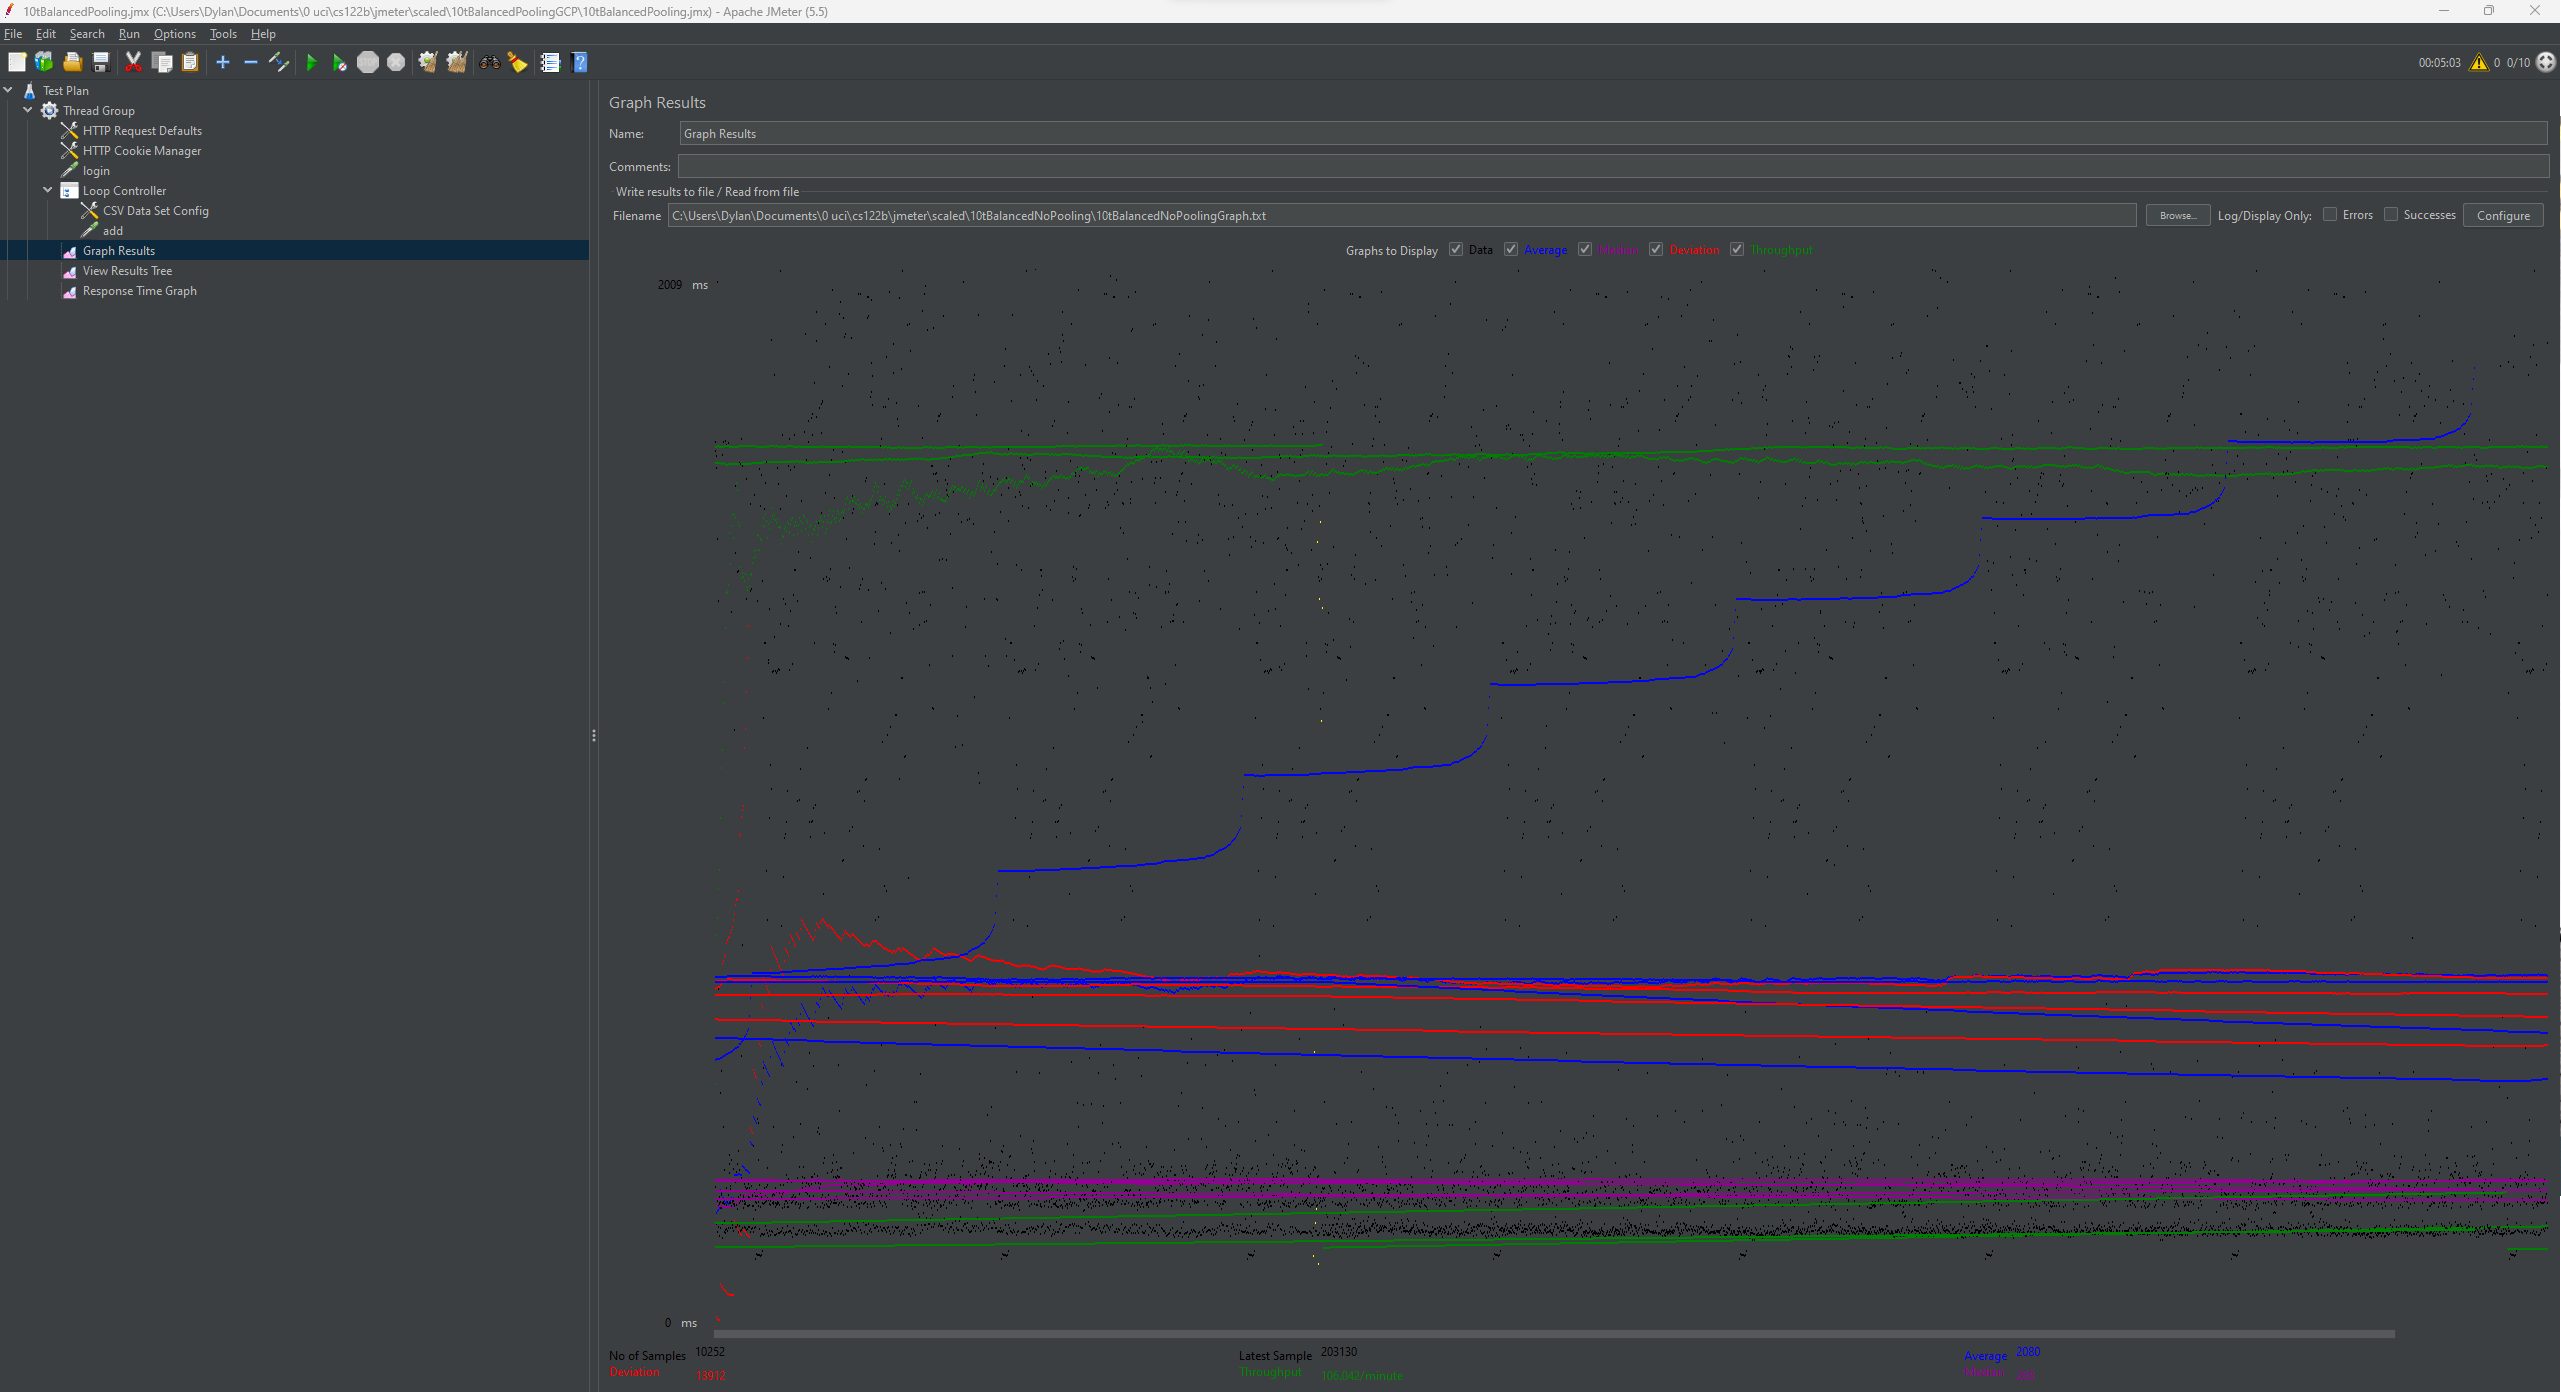 10tBalancedPooling.jmx (C:\Users\Dylan\Documents\0 uci\cs122b\jmeter\scaled\10tBalancedPoolingGCP\10tBalancedPooling.jmx) - Apache JMeter (5.5)
File Edit Search Run Options Tools Help
00:05:03 0 0/10
Test Plan
Thread Group
HTTP Request Defaults
HTTP Cookie Manager
login
Loop Controller
CSV Data Set Config
add
Graph Results
View Results Tree
Response Time Graph
Graph Results
Name: Graph Results
Comments:
Write results to file / Read from file
Filename C:\Users\Dylan\Documents\0 uci\cs122b\jmeter\scaled\10tBalancedNoPooling\10tBalancedNoPoolingGraph.txt Browse... Log/Display Only: Errors Successes Configure
Graphs to Display Data Average Median Deviation Throughput
2009 ms
0 ms
No of Samples 10252 Latest Sample 203130 Average 2080
Deviation 13912 Throughput 106.042/minute Median